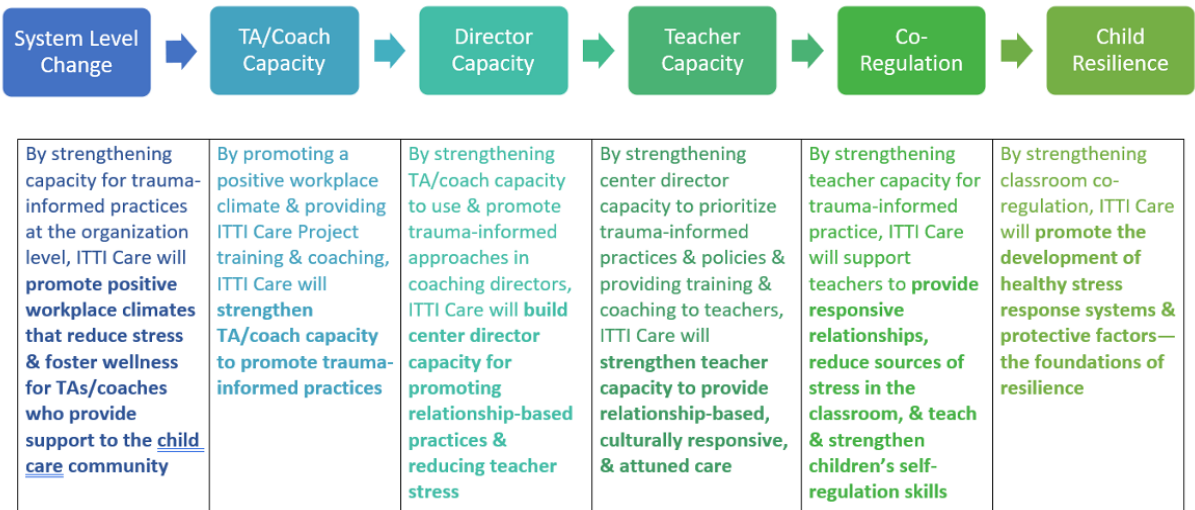 System Level
Change
TA/Coach
Capacity
Director
Capacity
Teacher
Capacity
Co-
Regulation
Child
Resilience
By strengthening
capacity for trauma-
informed practices
at the organization
level, ITTI Care will
promote positive
workplace climates
that reduce stress
& foster wellness
for TAs/coaches
who provide
support to the child
care community
By promoting a
positive workplace
climate & providing
ITTI Care Project
training & coaching,
ITTI Care will
strengthen
TA/coach capacity
to promote trauma-
informed practices
By strengthening
TA/coach capacity
to use & promote
trauma-informed
approaches in
coaching directors,
ITTI Care will build
center director
capacity for
promoting
relationship-based
practices &
reducing teacher
stress
By strengthening
center director
capacity to prioritize
trauma-informed
practices & policies &
providing training &
coaching to teachers,
ITTI Care will
strengthen teacher
capacity to provide
relationship-based,
culturally responsive,
& attuned care
By strengthening
teacher capacity for
trauma-informed
practice, ITTI Care
will support
teachers to provide
responsive
relationships,
reduce sources of
stress in the
classroom, & teach
& strengthen
children's self-
regulation skills
By strengthening
classroom co-
regulation, ITTI Care
will promote the
development of
healthy stress
response systems &
protective factors—
the foundations of
resilience